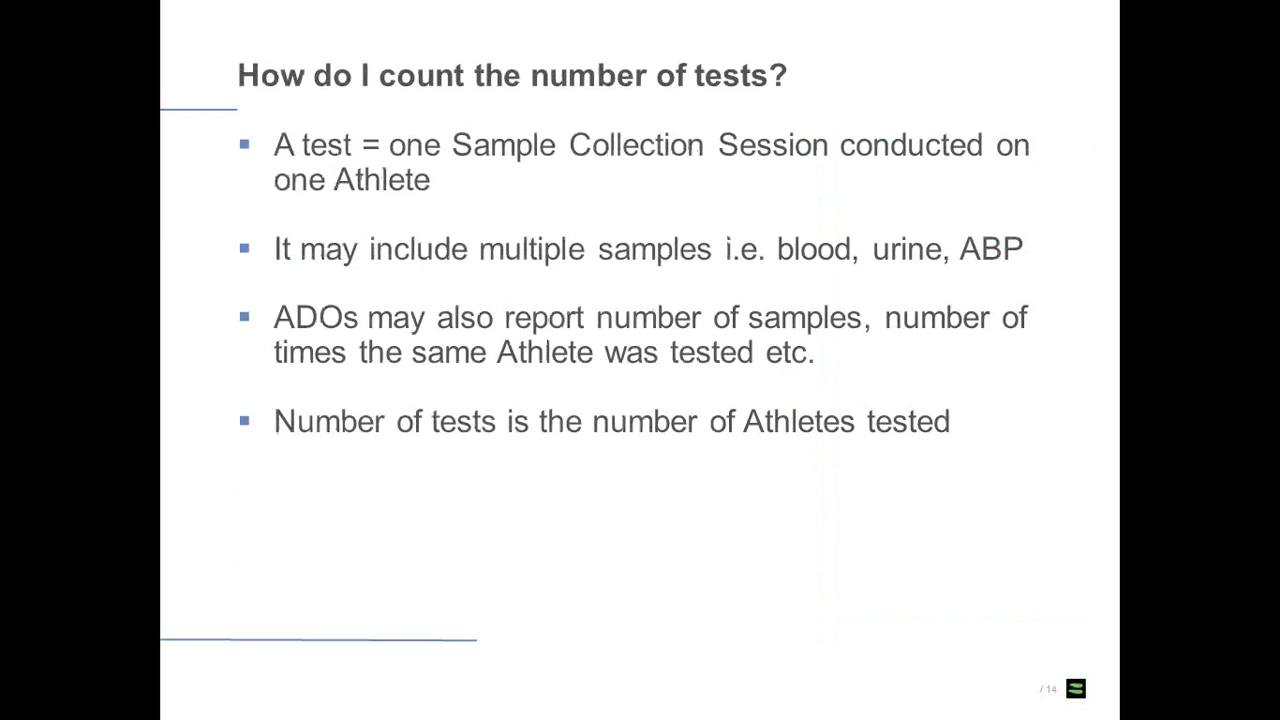 How do I count the number of tests?
A test = one Sample Collection Session conducted on
one Athlete
It may include multiple samples i.e. blood, urine, ABP
ADOs may also report number of samples, number of
times the same Athlete was tested etc.
Number of tests is the number of Athletes tested
/ 14